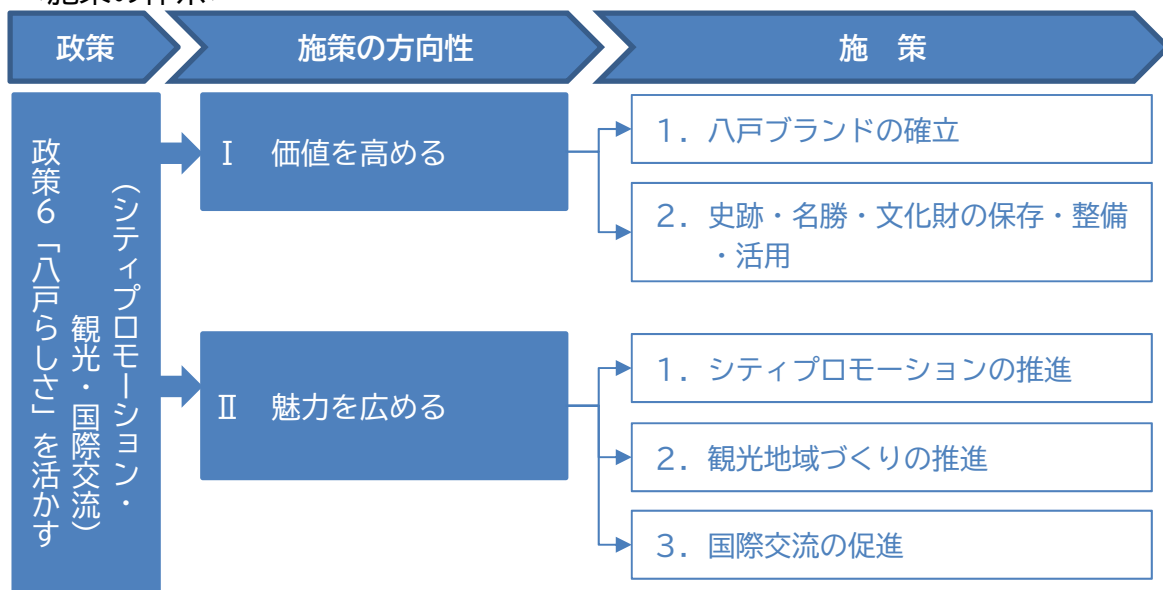 政策
施策の方向性
施　策
政策６「八戸らしさ」を活かす
（シティプロモーション・
観光・国際交流）
Ⅰ　価値を高める
１．八戸ブランドの確立
２．史跡・名勝・文化財の保存・整備
・活用
Ⅱ　魅力を広める
１．シティプロモーションの推進
２．観光地域づくりの推進
３．国際交流の促進